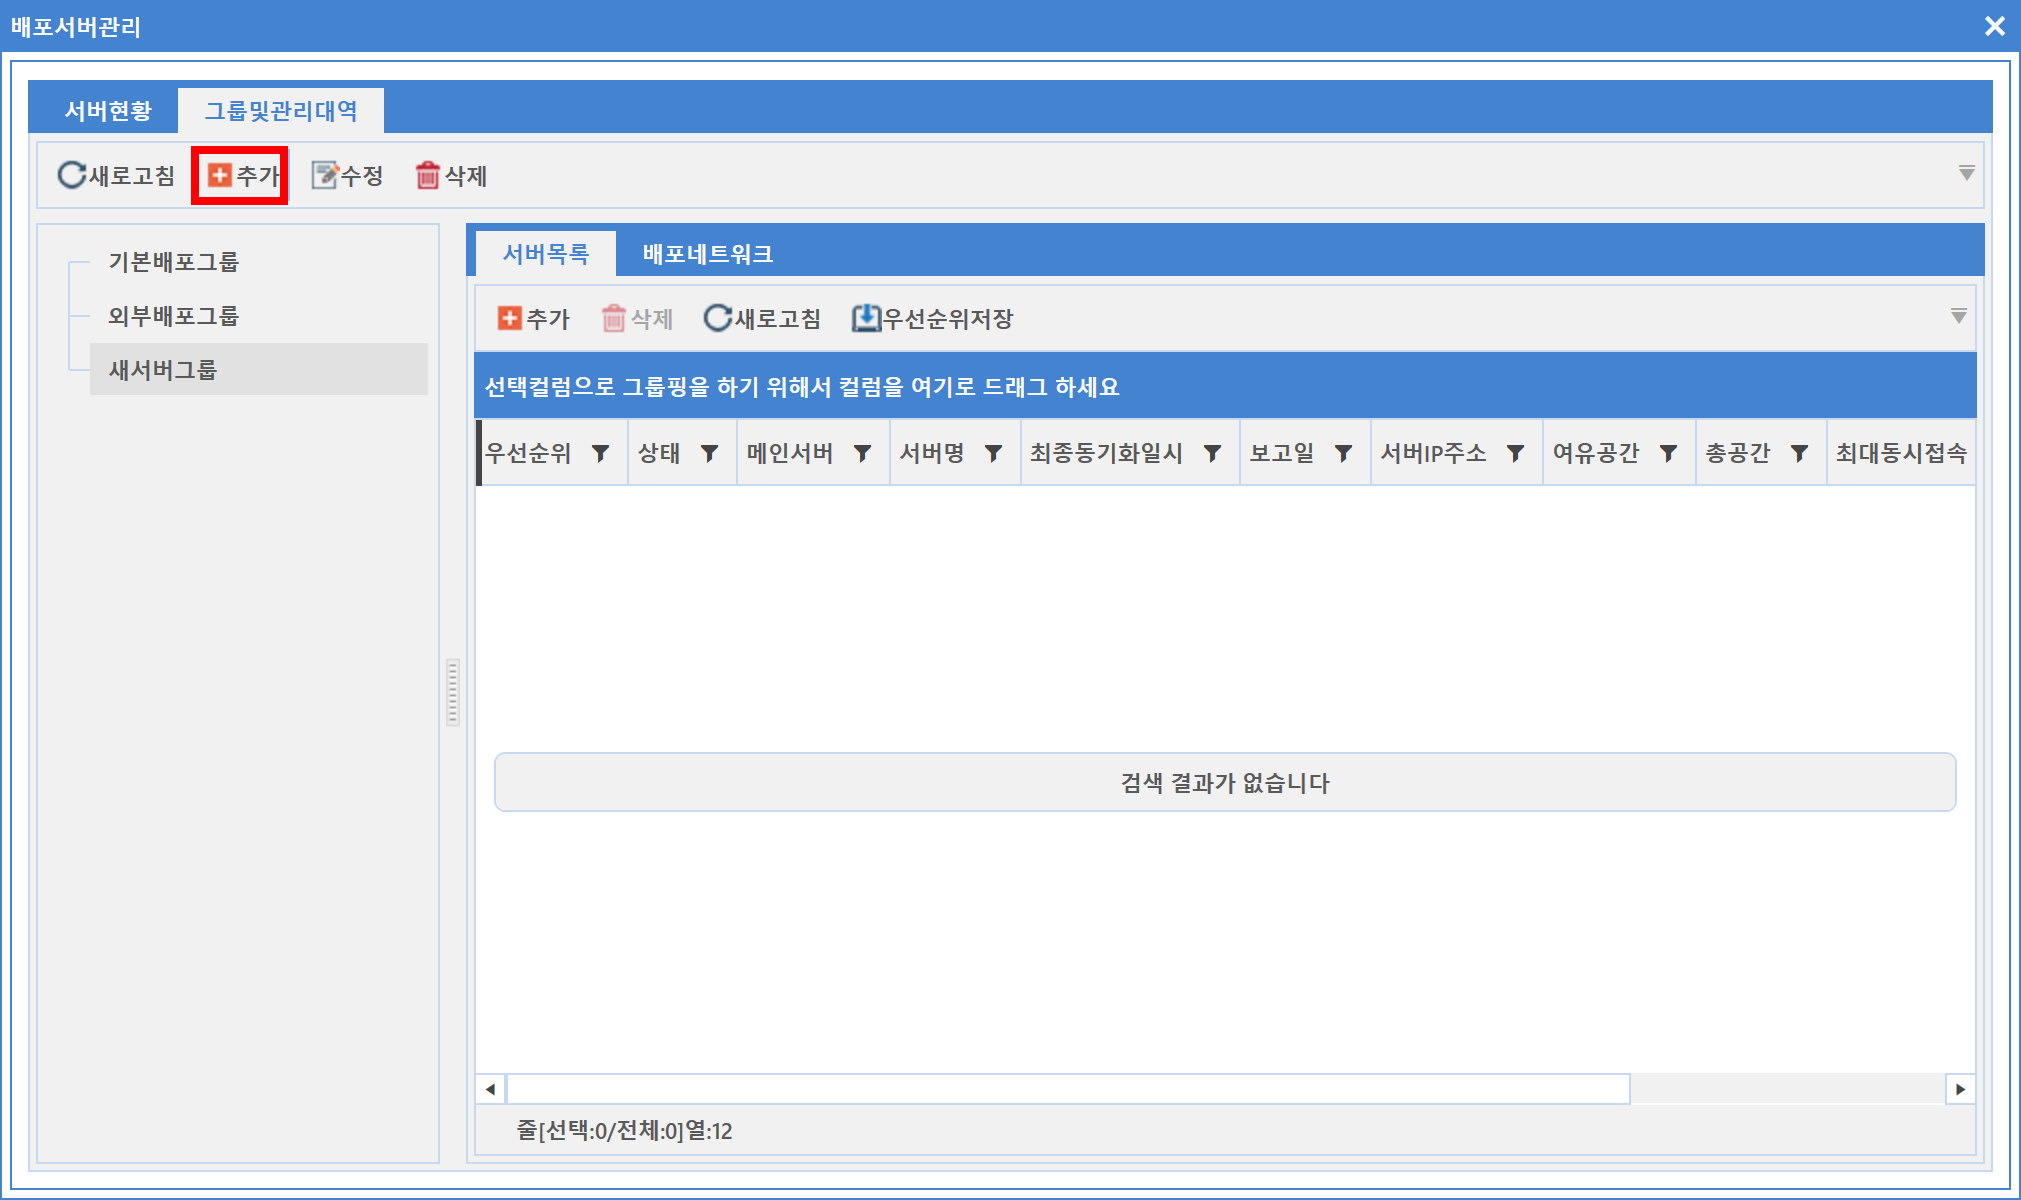 배포서버관리
서버현황 그룹및관리대역
새로고침 추가 수정 삭제
기본배포그룹
외부배포그룹
새서버그룹
서버목록 배포네트워크
추가 삭제 새로고침 우선순위저장
선택컬럼으로 그룹핑을 하기 위해서 컬럼을 여기로 드래그 하세요
우선순위 상태 메인서버 서버명 최종동기화일시 보고일 서버IP주소 여유공간 총공간 최대동시접속
검색 결과가 없습니다
줄[선택:0/전체:0]열:12